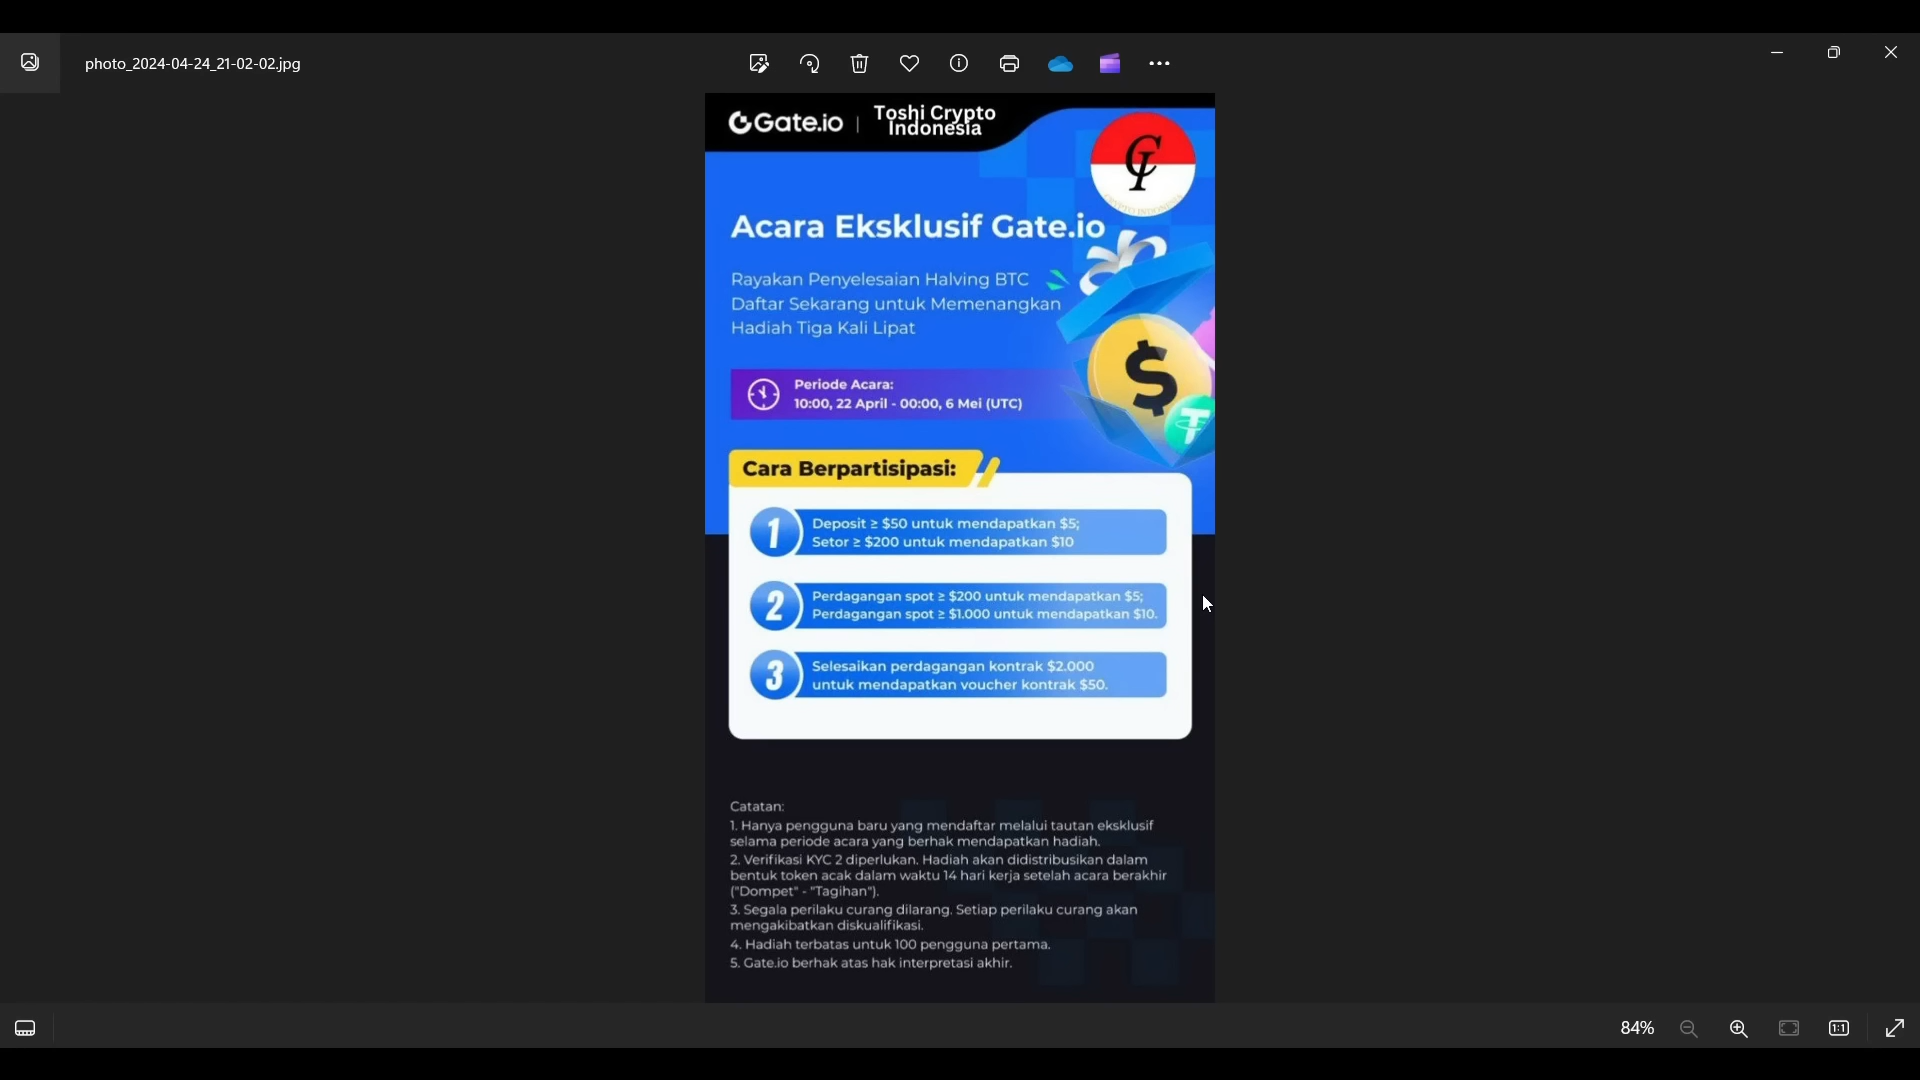 photo_2024-04-24_21-02-02.jpg
Gate.io | Toshi Crypto
Indonesia
CRYPTO INDONESIA
Acara Eksklusif Gate.io
Rayakan Penyelesaian Halving BTC
Daftar Sekarang untuk Memenangkan
Hadiah Tiga Kali Lipat
Periode Acara:
10:00, 22 April - 00:00, 6 Mei (UTC)
Cara Berpartisipasi:
1
Deposit ≥ $50 untuk mendapatkan $5;
Setor ≥ $200 untuk mendapatkan $10
2
Perdagangan spot ≥ $200 untuk mendapatkan $5;
Perdagangan spot ≥ $1.000 untuk mendapatkan $10.
3
Selesaikan perdagangan kontrak $2.000
untuk mendapatkan voucher kontrak $50.
Catatan:
1. Hanya pengguna baru yang mendaftar melalui tautan eksklusif
selama periode acara yang berhak mendapatkan hadiah.
2. Verifikasi KYC 2 diperlukan. Hadiah akan didistribusikan dalam
bentuk token acak dalam waktu 14 hari kerja setelah acara berakhir
("Dompet" - "Tagihan").
3. Segala perilaku curang dilarang. Setiap perilaku curang akan
mengakibatkan diskualifikasi.
4. Hadiah terbatas untuk 100 pengguna pertama.
5. Gate.io berhak atas hak interpretasi akhir.
84%
1:1